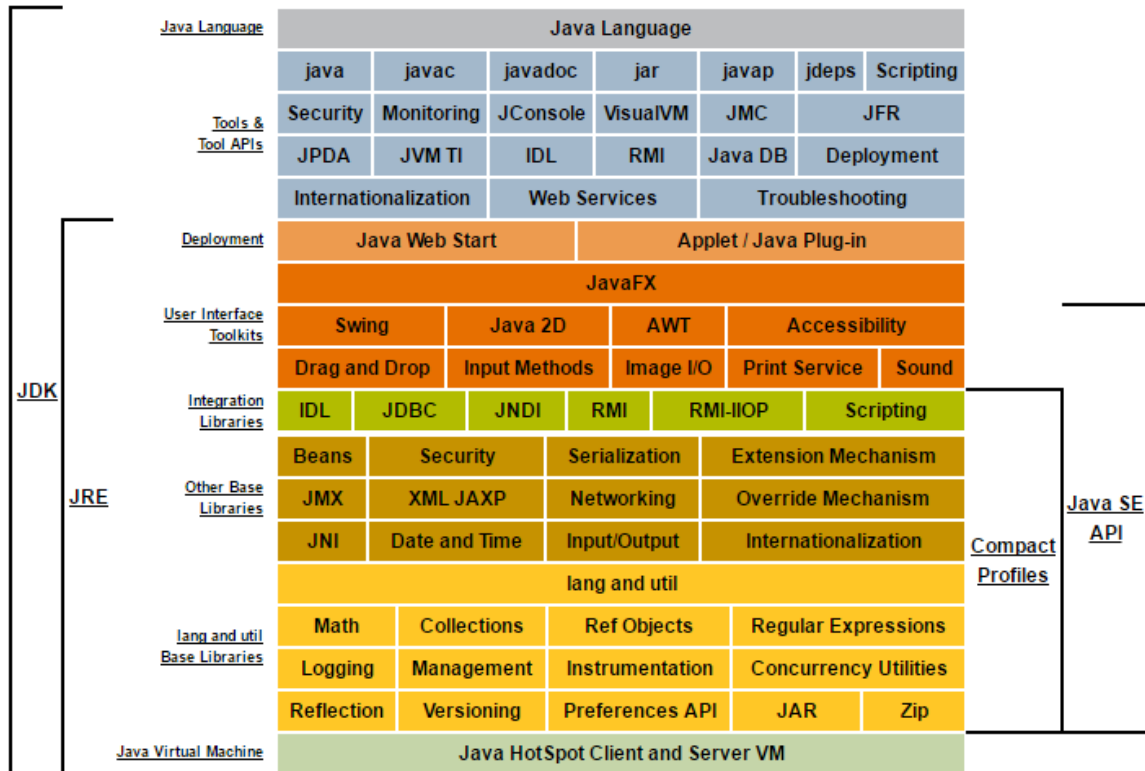 Java Language Java Language
java javac javadoc jar javap jdeps Scripting
Tools &
Tool APIs
Security Monitoring JConsole VisualVM JMC JFR
JPDA JVM TI IDL RMI Java DB Deployment
Internationalization Web Services Troubleshooting
Deployment Java Web Start Applet / Java Plug-in
JavaFX
User Interface
Toolkits
Swing Java 2D AWT Accessibility
Drag and Drop Input Methods Image I/O Print Service Sound
JDK
Integration
Libraries
IDL JDBC JNDI RMI RMI-IIOP Scripting
Beans Security Serialization Extension Mechanism
JRE
Other Base
Libraries
JMX XML JAXP Networking Override Mechanism
Java SE
API
JNI Date and Time Input/Output Internationalization
Compact
Profiles
lang and util
lang and util
Base Libraries
Math Collections Ref Objects Regular Expressions
Logging Management Instrumentation Concurrency Utilities
Reflection Versioning Preferences API JAR Zip
Java Virtual Machine Java HotSpot Client and Server VM